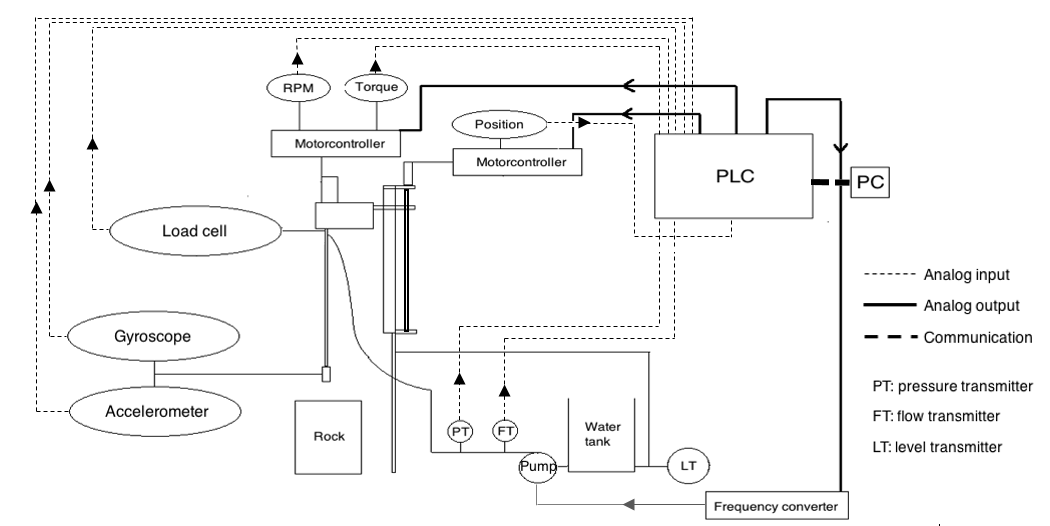 RPM
Torque
Position
Motorcontroller
Motorcontroller
PLC
PC
Load cell
Analog input
Analog output
Gyroscope
Communication
PT: pressure transmitter
Accelerometer
FT: flow transmitter
Rock
PT
FT
Water
tank
LT: level transmitter
Pump
LT
Frequency converter